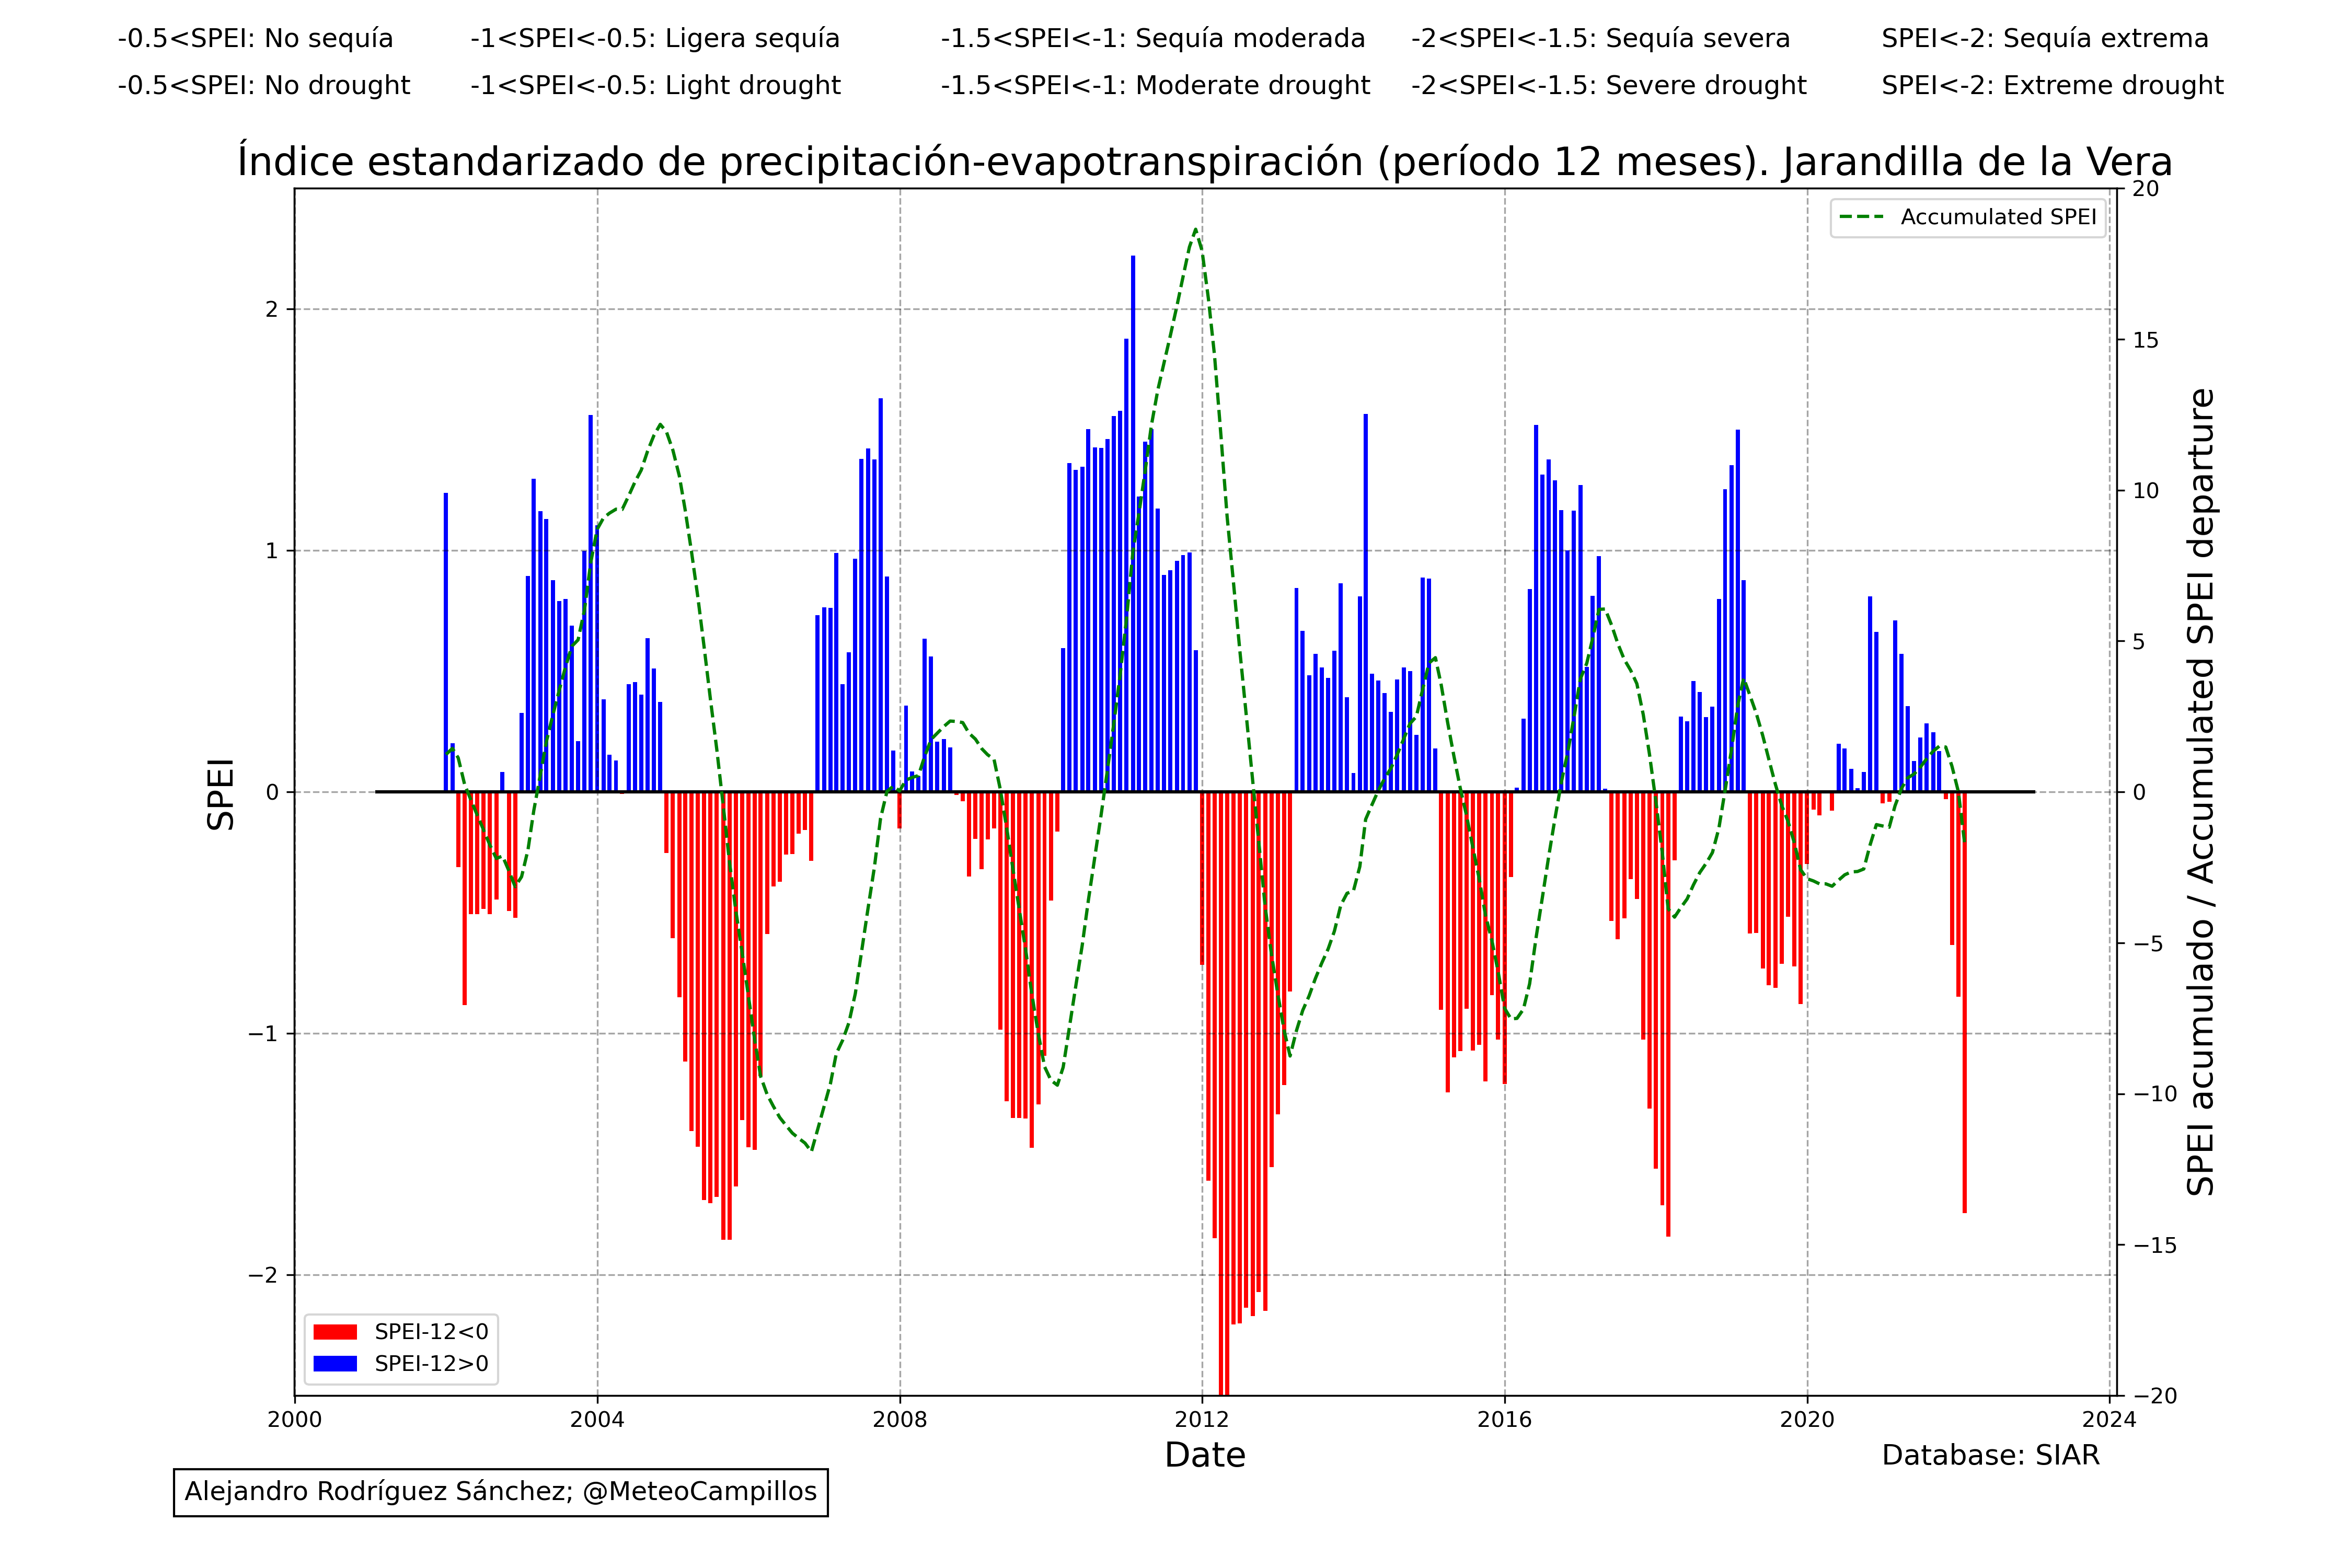 -0.5<SPEI: No sequía -1<SPEI<-0.5: Ligera sequía -1.5<SPEI<-1: Sequía moderada -2<SPEI<-1.5: Sequía severa SPEI<-2: Sequía extrema
-0.5<SPEI: No drought -1<SPEI<-0.5: Light drought -1.5<SPEI<-1: Moderate drought -2<SPEI<-1.5: Severe drought SPEI<-2: Extreme drought
Índice estandarizado de precipitación-evapotranspiración (período 12 meses). Jarandilla de la Vera
Accumulated SPEI
SPEI
2
1
0
−1
−2
20
15
10
5
0
−5
−10
−15
−20
SPEI acumulado / Accumulated SPEI departure
SPEI-12<0
SPEI-12>0
2000 2004 2008 2012 2016 2020 2024
Date
Database: SIAR
Alejandro Rodríguez Sánchez; @MeteoCampillos